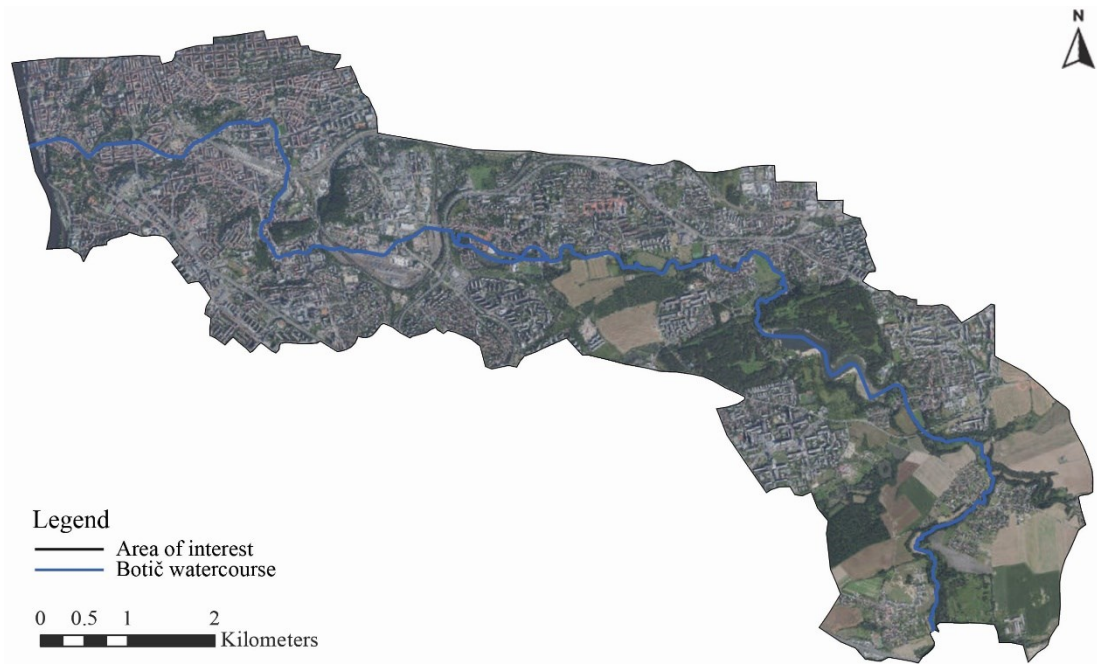 N
Legend
Area of interest
Botič watercourse
0 0.5 1 2
Kilometers